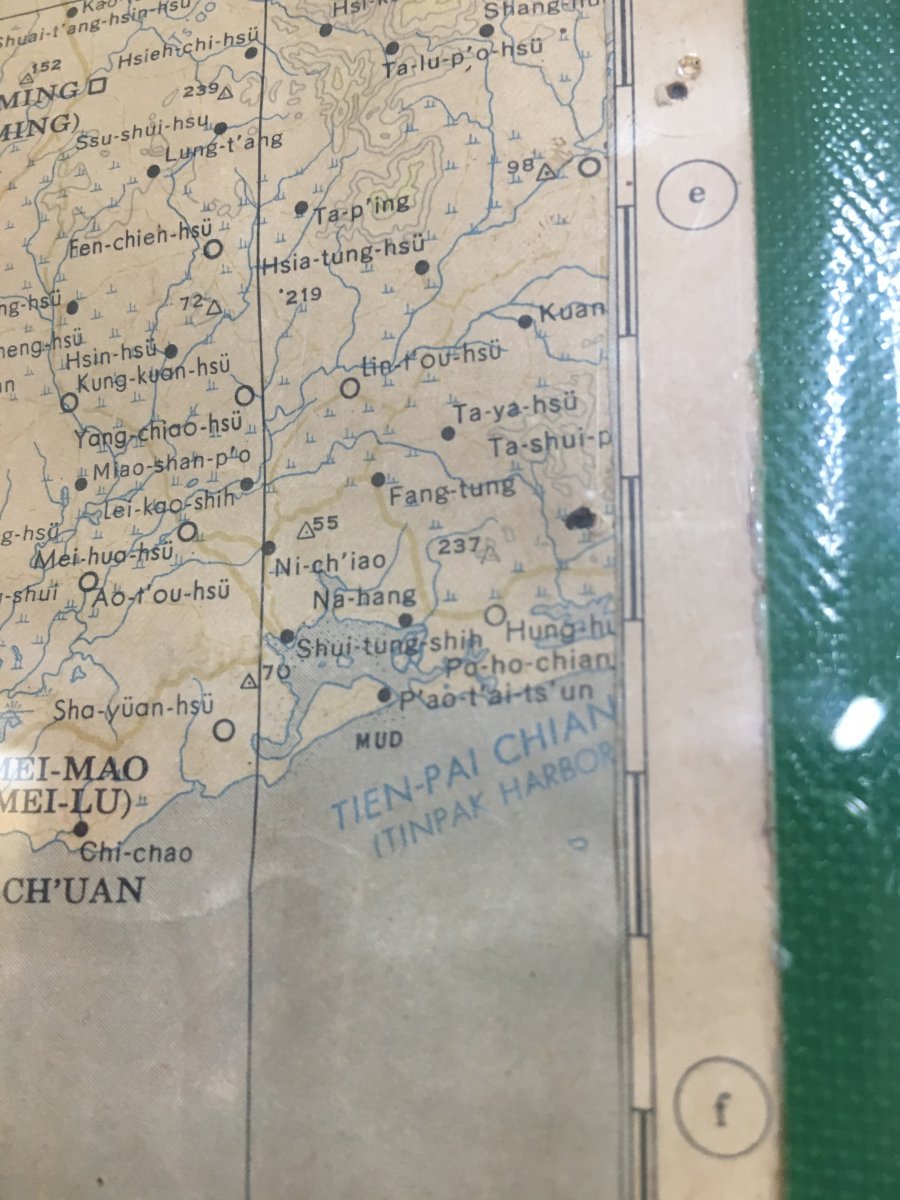 Shuai-t'ang-hsin-hsü
Hsieh-chi-hsü
Ta-lu-p'o-hsü
152
MING
MING)
239
98
e
Ssu-shui-hsu
Lung-t'ang
Ta-p'ing
Fen-chieh-hsü
Hsia-tung-hsü
72
219
ng-hsü
Kuan
heng-hsü
Hsin-hsü
Lin-t'ou-hsü
Kung-kuan-hsü
Ta-ya-hsü
Yang-chiao-hsü
Ta-shui-p
Miao-shan-p'o
Fang-tung
Lei-kao-shih
55
g-hsü
237
Mei-hua-hsü
Ni-ch'iao
-shui
Ao-t'ou-hsü
Na-hang
Hung-h
Shui-tung-shih
Po-ho-chian
70
P'ao-t'ai-ts'un
Sha-yüan-hsü
MUD
TIEN-PAI CHIAN
(TINPAK HARBOR
MEI-MAO
MEI-LU)
Chi-chao
CH'UAN
f